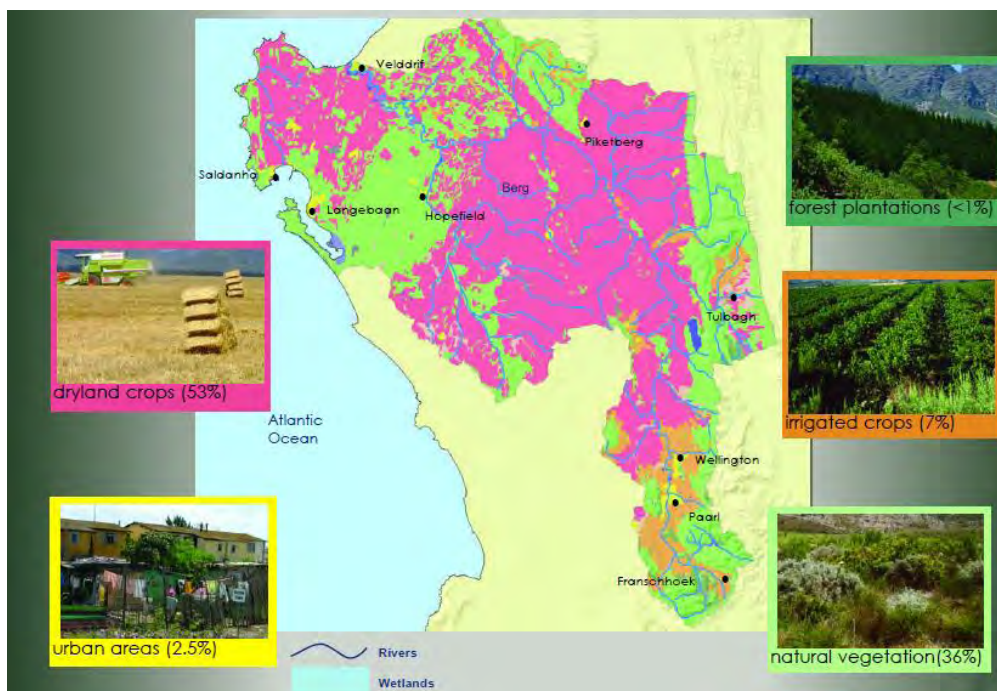 Velddrif
Piketberg
Saldanha
Langebaan
Hopefield
Berg
Tulbagh
forest plantations (<1%)
dryland crops (53%)
irrigated crops (7%)
Atlantic
Ocean
Wellington
Paarl
Franschhoek
urban areas (2.5%)
natural vegetation(36%)
Rivers
Wetlands